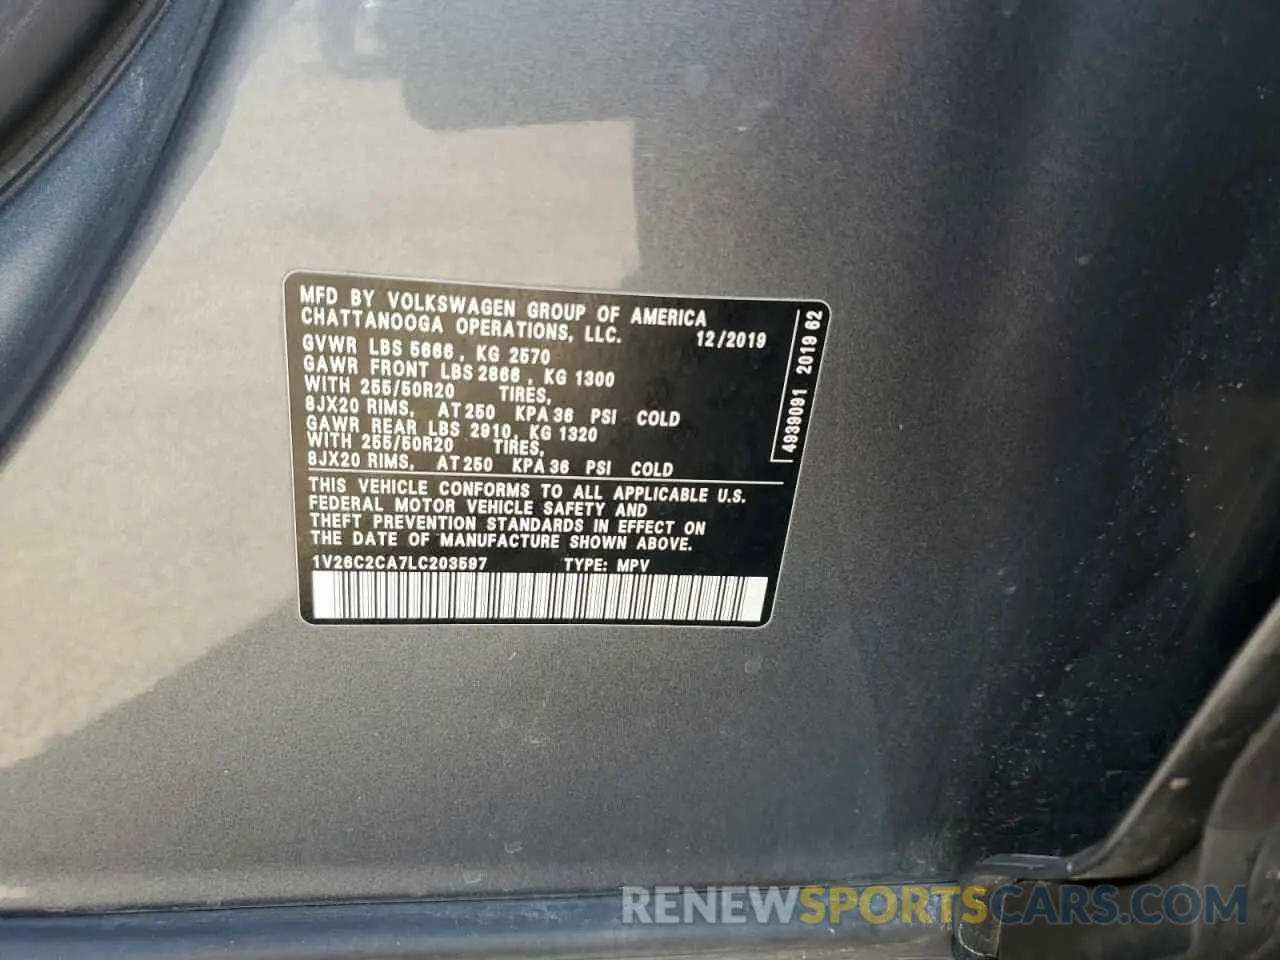 MFD BY VOLKSWAGEN GROUP OF AMERICA
CHATTANOOGA OPERATIONS, LLC. 12/2019
GVWR LBS 5666, KG 2570
GAWR FRONT LBS 2866, KG 1300
WITH 255/50R20 TIRES,
8JX20 RIMS, AT 250 KPA 36 PSI COLD
GAWR REAR LBS 2910, KG 1320
WITH 255/50R20 TIRES,
8JX20 RIMS, AT 250 KPA 36 PSI COLD
THIS VEHICLE CONFORMS TO ALL APPLICABLE U.S.
FEDERAL MOTOR VEHICLE SAFETY AND
THEFT PREVENTION STANDARDS IN EFFECT ON
THE DATE OF MANUFACTURE SHOWN ABOVE.
1V26C2CA7LC203597 TYPE: MPV
4939091 2019 62
RENEWSPORTSCARS.COM